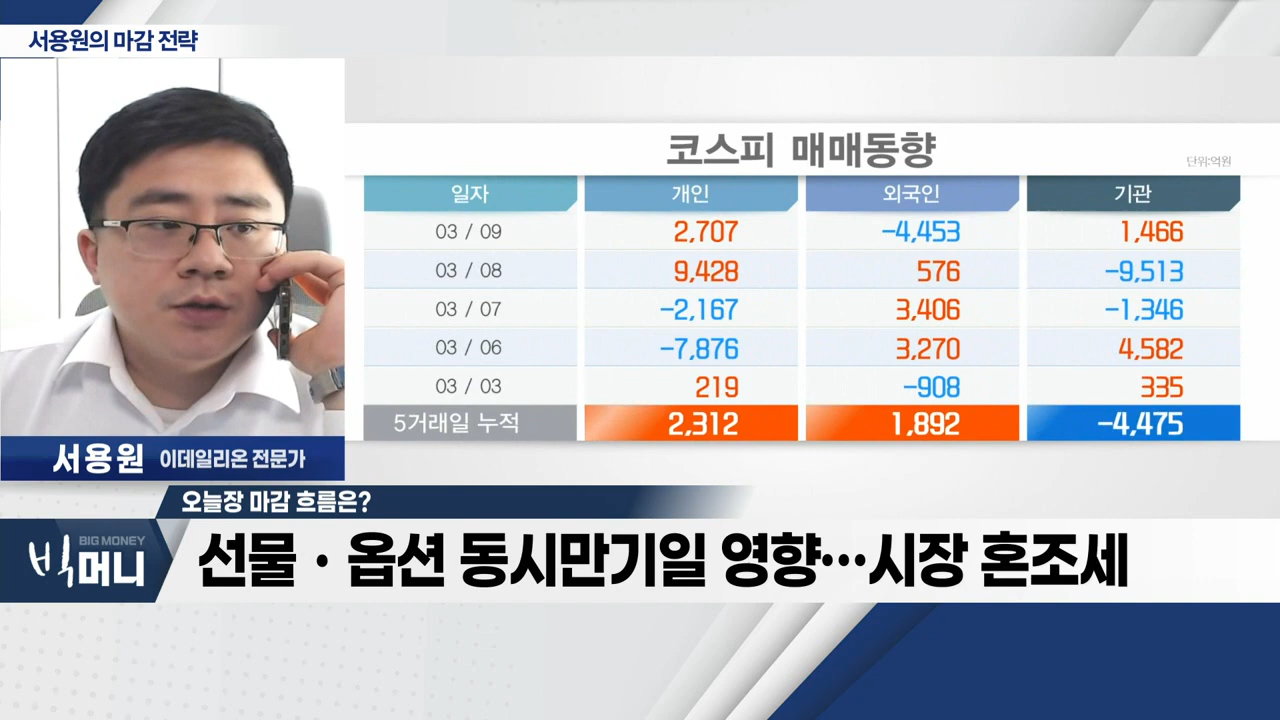 서용원의 마감 전략
코스피 매매동향
단위:억원
일자 개인 외국인 기관
03 / 09 2,707 -4,453 1,466
03 / 08 9,428 576 -9,513
03 / 07 -2,167 3,406 -1,346
03 / 06 -7,876 3,270 4,582
03 / 03 219 -908 335
5거래일 누적 2,312 1,892 -4,475
서용원 이데일리온 전문가
오늘장 마감 흐름은?
BIG MONEY
빅머니
선물·옵션 동시만기일 영향…시장 혼조세